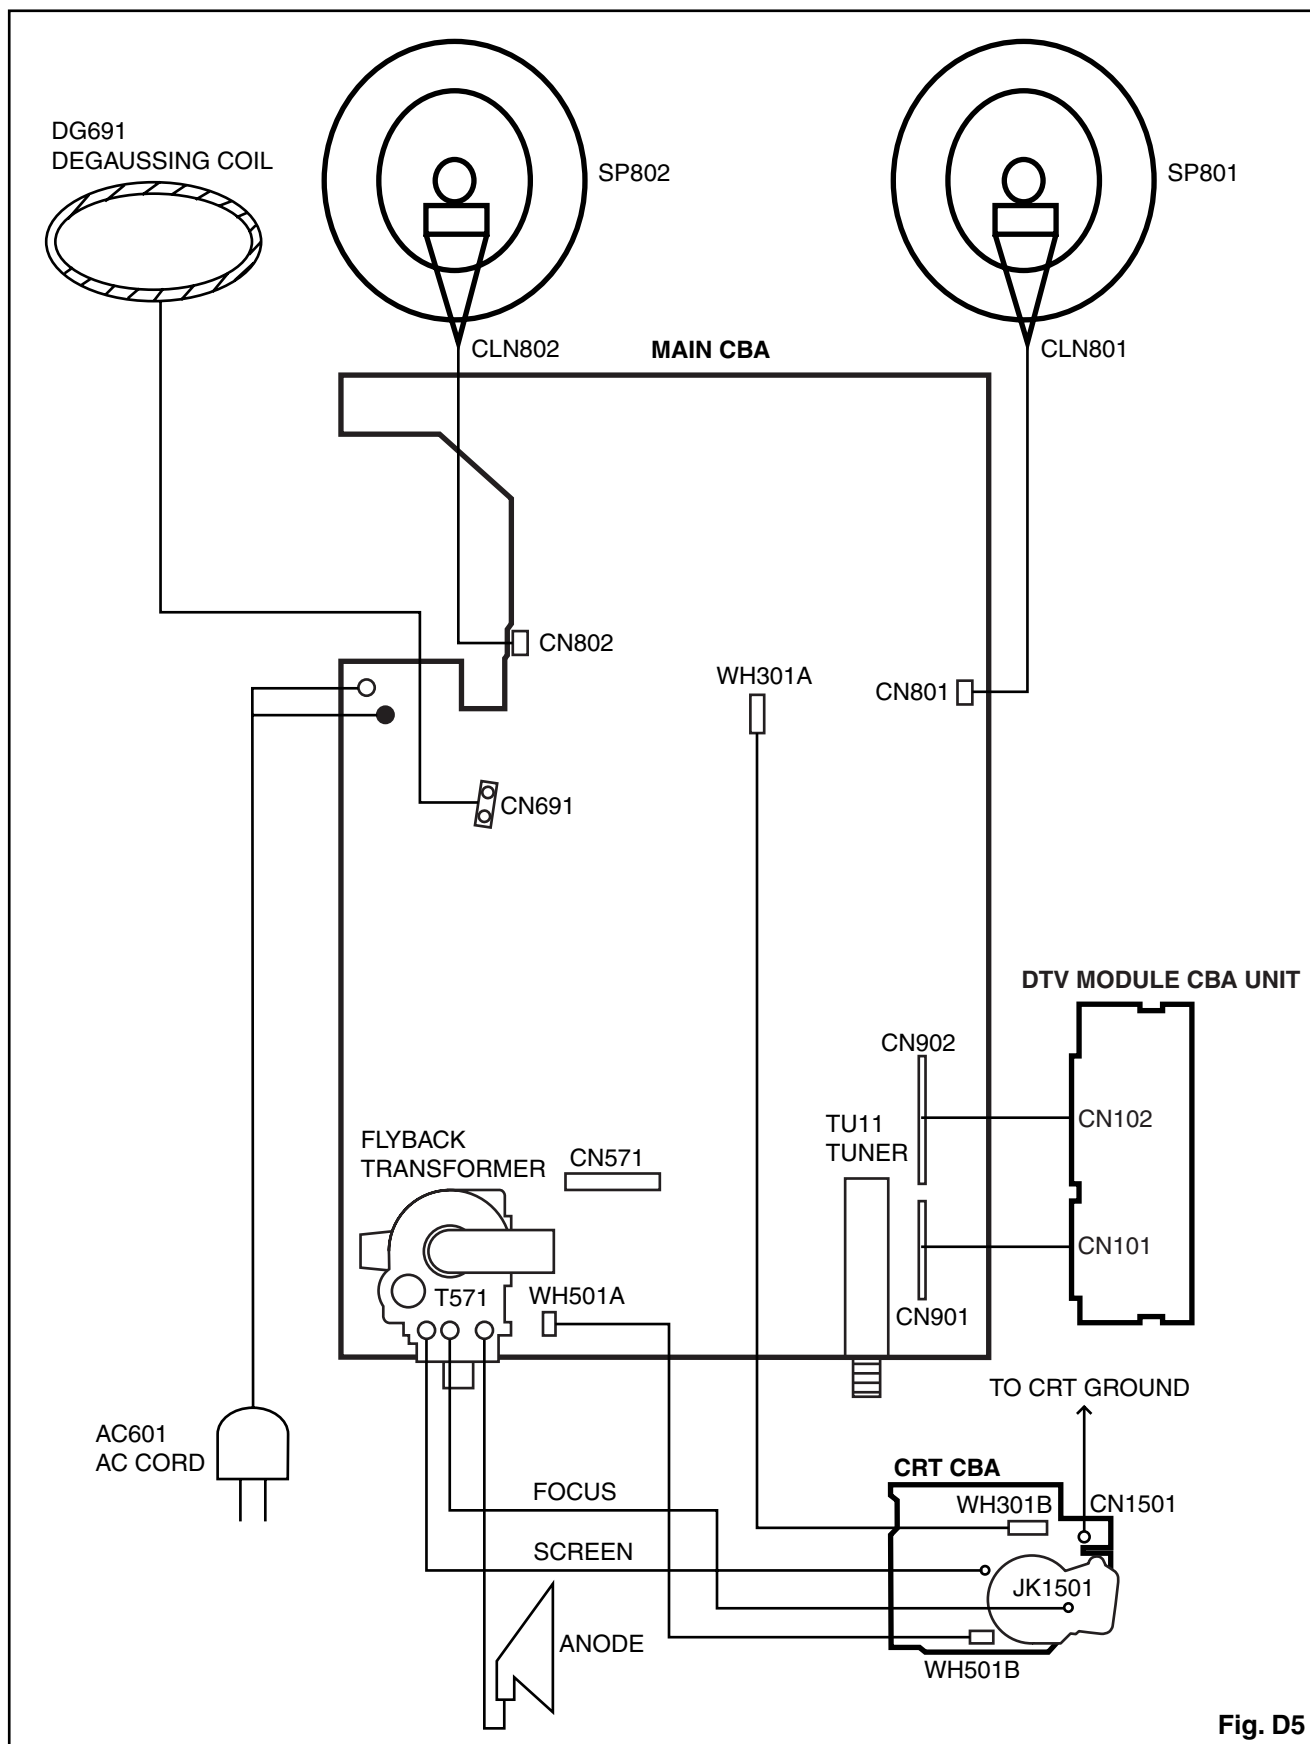 DG691
DEGAUSSING COIL
SP802
SP801
CLN802
MAIN CBA
CLN801
CN802
WH301A
CN801
CN691
DTV MODULE CBA UNIT
CN902
CN102
TU11
TUNER
FLYBACK
TRANSFORMER
CN571
CN101
T571
WH501A
CN901
TO CRT GROUND
AC601
AC CORD
CRT CBA
FOCUS
WH301B
CN1501
SCREEN
JK1501
ANODE
WH501B
Fig. D5